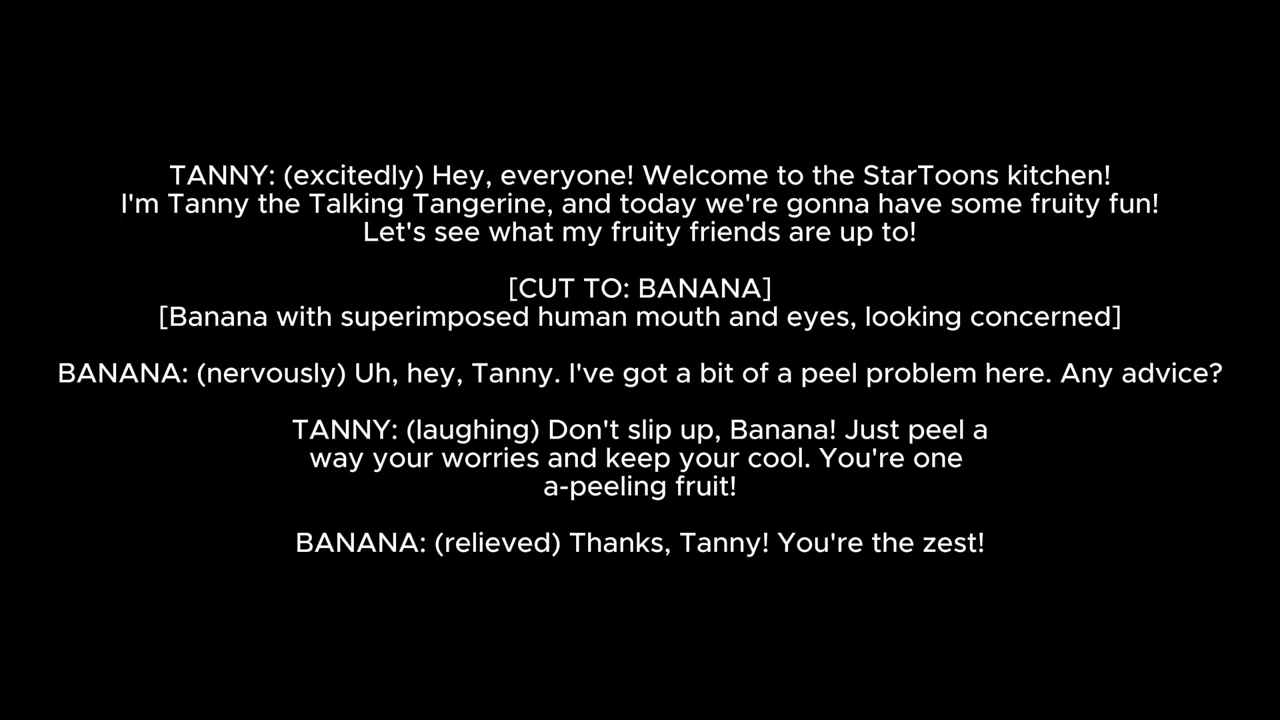 TANNY: (excitedly) Hey, everyone! Welcome to the StarToons kitchen!
I'm Tanny the Talking Tangerine, and today we're gonna have some fruity fun!
Let's see what my fruity friends are up to!
[CUT TO: BANANA]
[Banana with superimposed human mouth and eyes, looking concerned]
BANANA: (nervously) Uh, hey, Tanny. I've got a bit of a peel problem here. Any advice?
TANNY: (laughing) Don't slip up, Banana! Just peel a
way your worries and keep your cool. You're one
a-peeling fruit!
BANANA: (relieved) Thanks, Tanny! You're the zest!